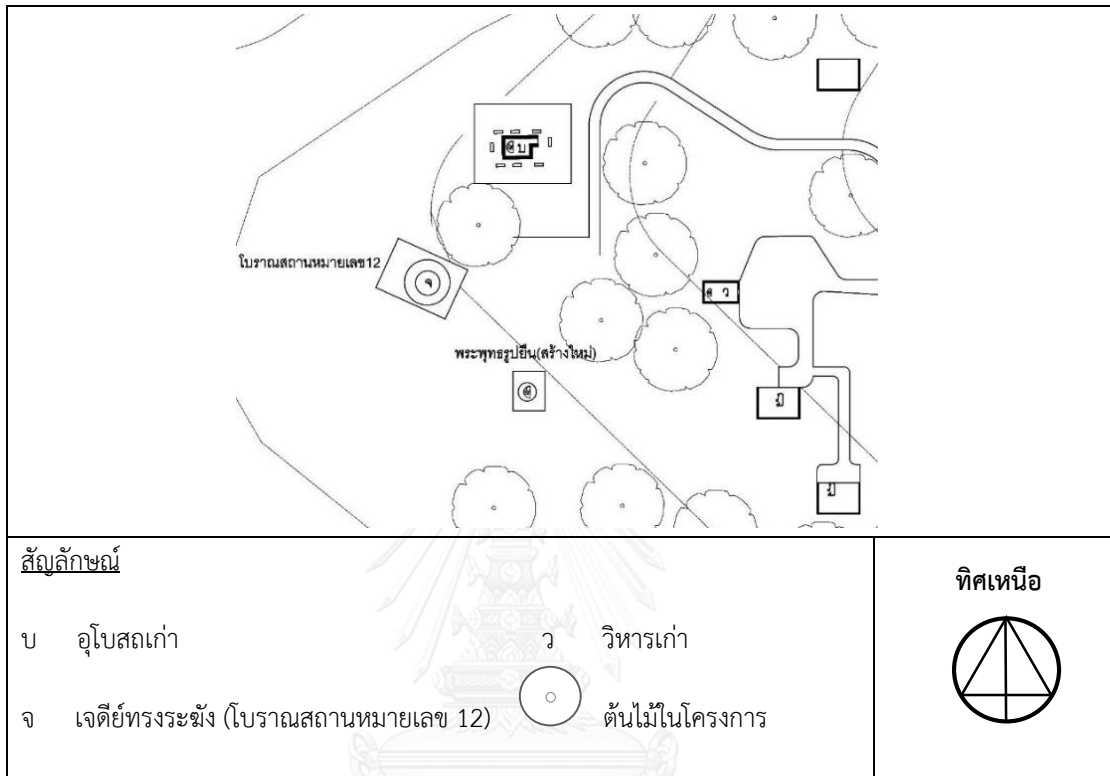 บ
โบราณสถานหมายเลข12
จ
ว
พระพุทธรูปยืน(สร้างใหม่)
สัญลักษณ์
ทิศเหนือ
บ อุโบสถเก่า ว วิหารเก่า
จ เจดีย์ทรงระฆัง (โบราณสถานหมายเลข 12) ต้นไม้ในโครงการ